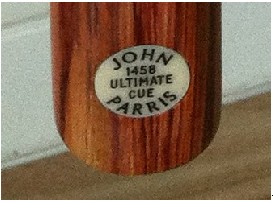 JOHN
1458
ULTIMATE
CUE
PARRIS